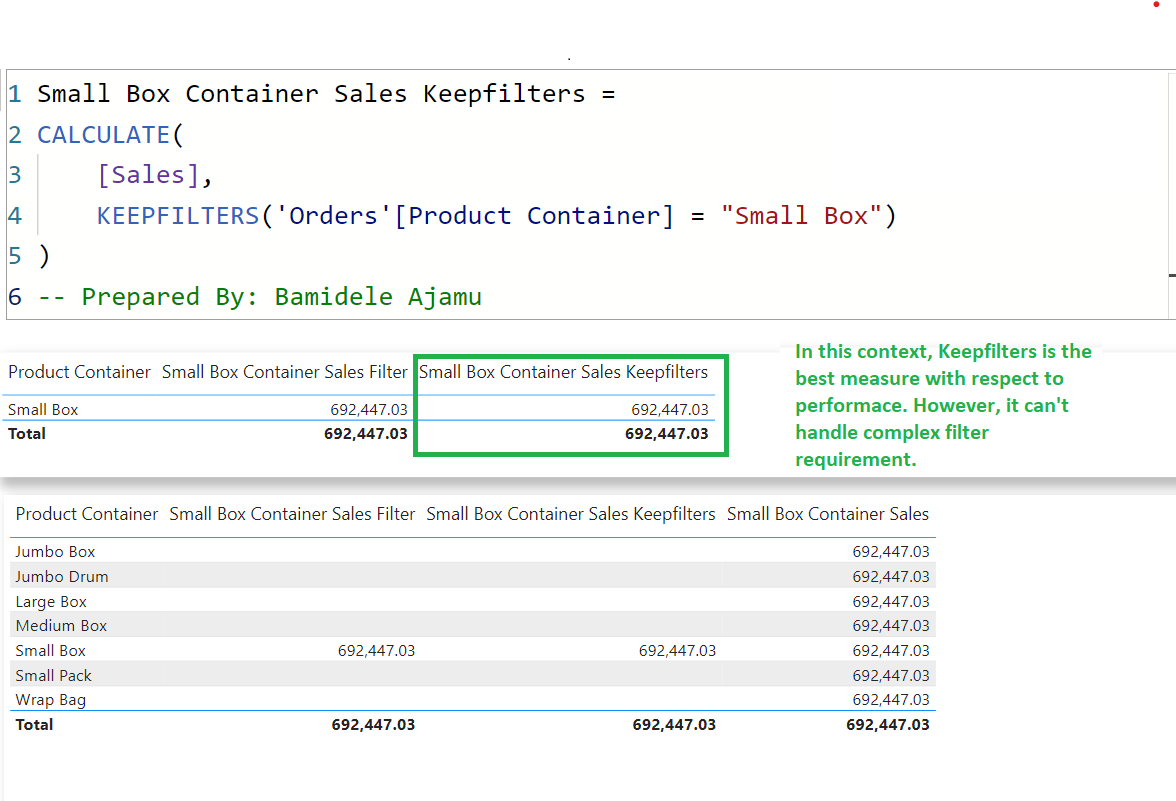 .
1 Small Box Container Sales Keepfilters =
2 CALCULATE(
3 [Sales],
4 KEEPFILTERS('Orders'[Product Container] = "Small Box")
5 )
6 -- Prepared By: Bamidele Ajamu
Product Container Small Box Container Sales Filter Small Box Container Sales Keepfilters
Small Box 692,447.03 692,447.03
Total 692,447.03 692,447.03
In this context, Keepfilters is the
best measure with respect to
performace. However, it can't
handle complex filter
requirement.
Product Container Small Box Container Sales Filter Small Box Container Sales Keepfilters Small Box Container Sales
Jumbo Box 692,447.03
Jumbo Drum 692,447.03
Large Box 692,447.03
Medium Box 692,447.03
Small Box 692,447.03 692,447.03 692,447.03
Small Pack 692,447.03
Wrap Bag 692,447.03
Total 692,447.03 692,447.03 692,447.03